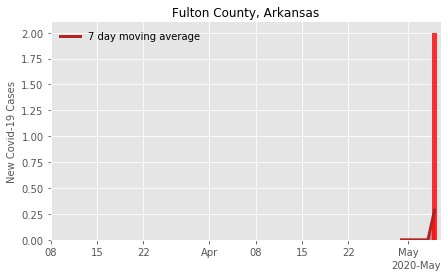 Fulton County, Arkansas
7 day moving average
New Covid-19 Cases
2.00
1.75
1.50
1.25
1.00
0.75
0.50
0.25
0.00
08 15 22 Apr 08 15 22 May
2020-May